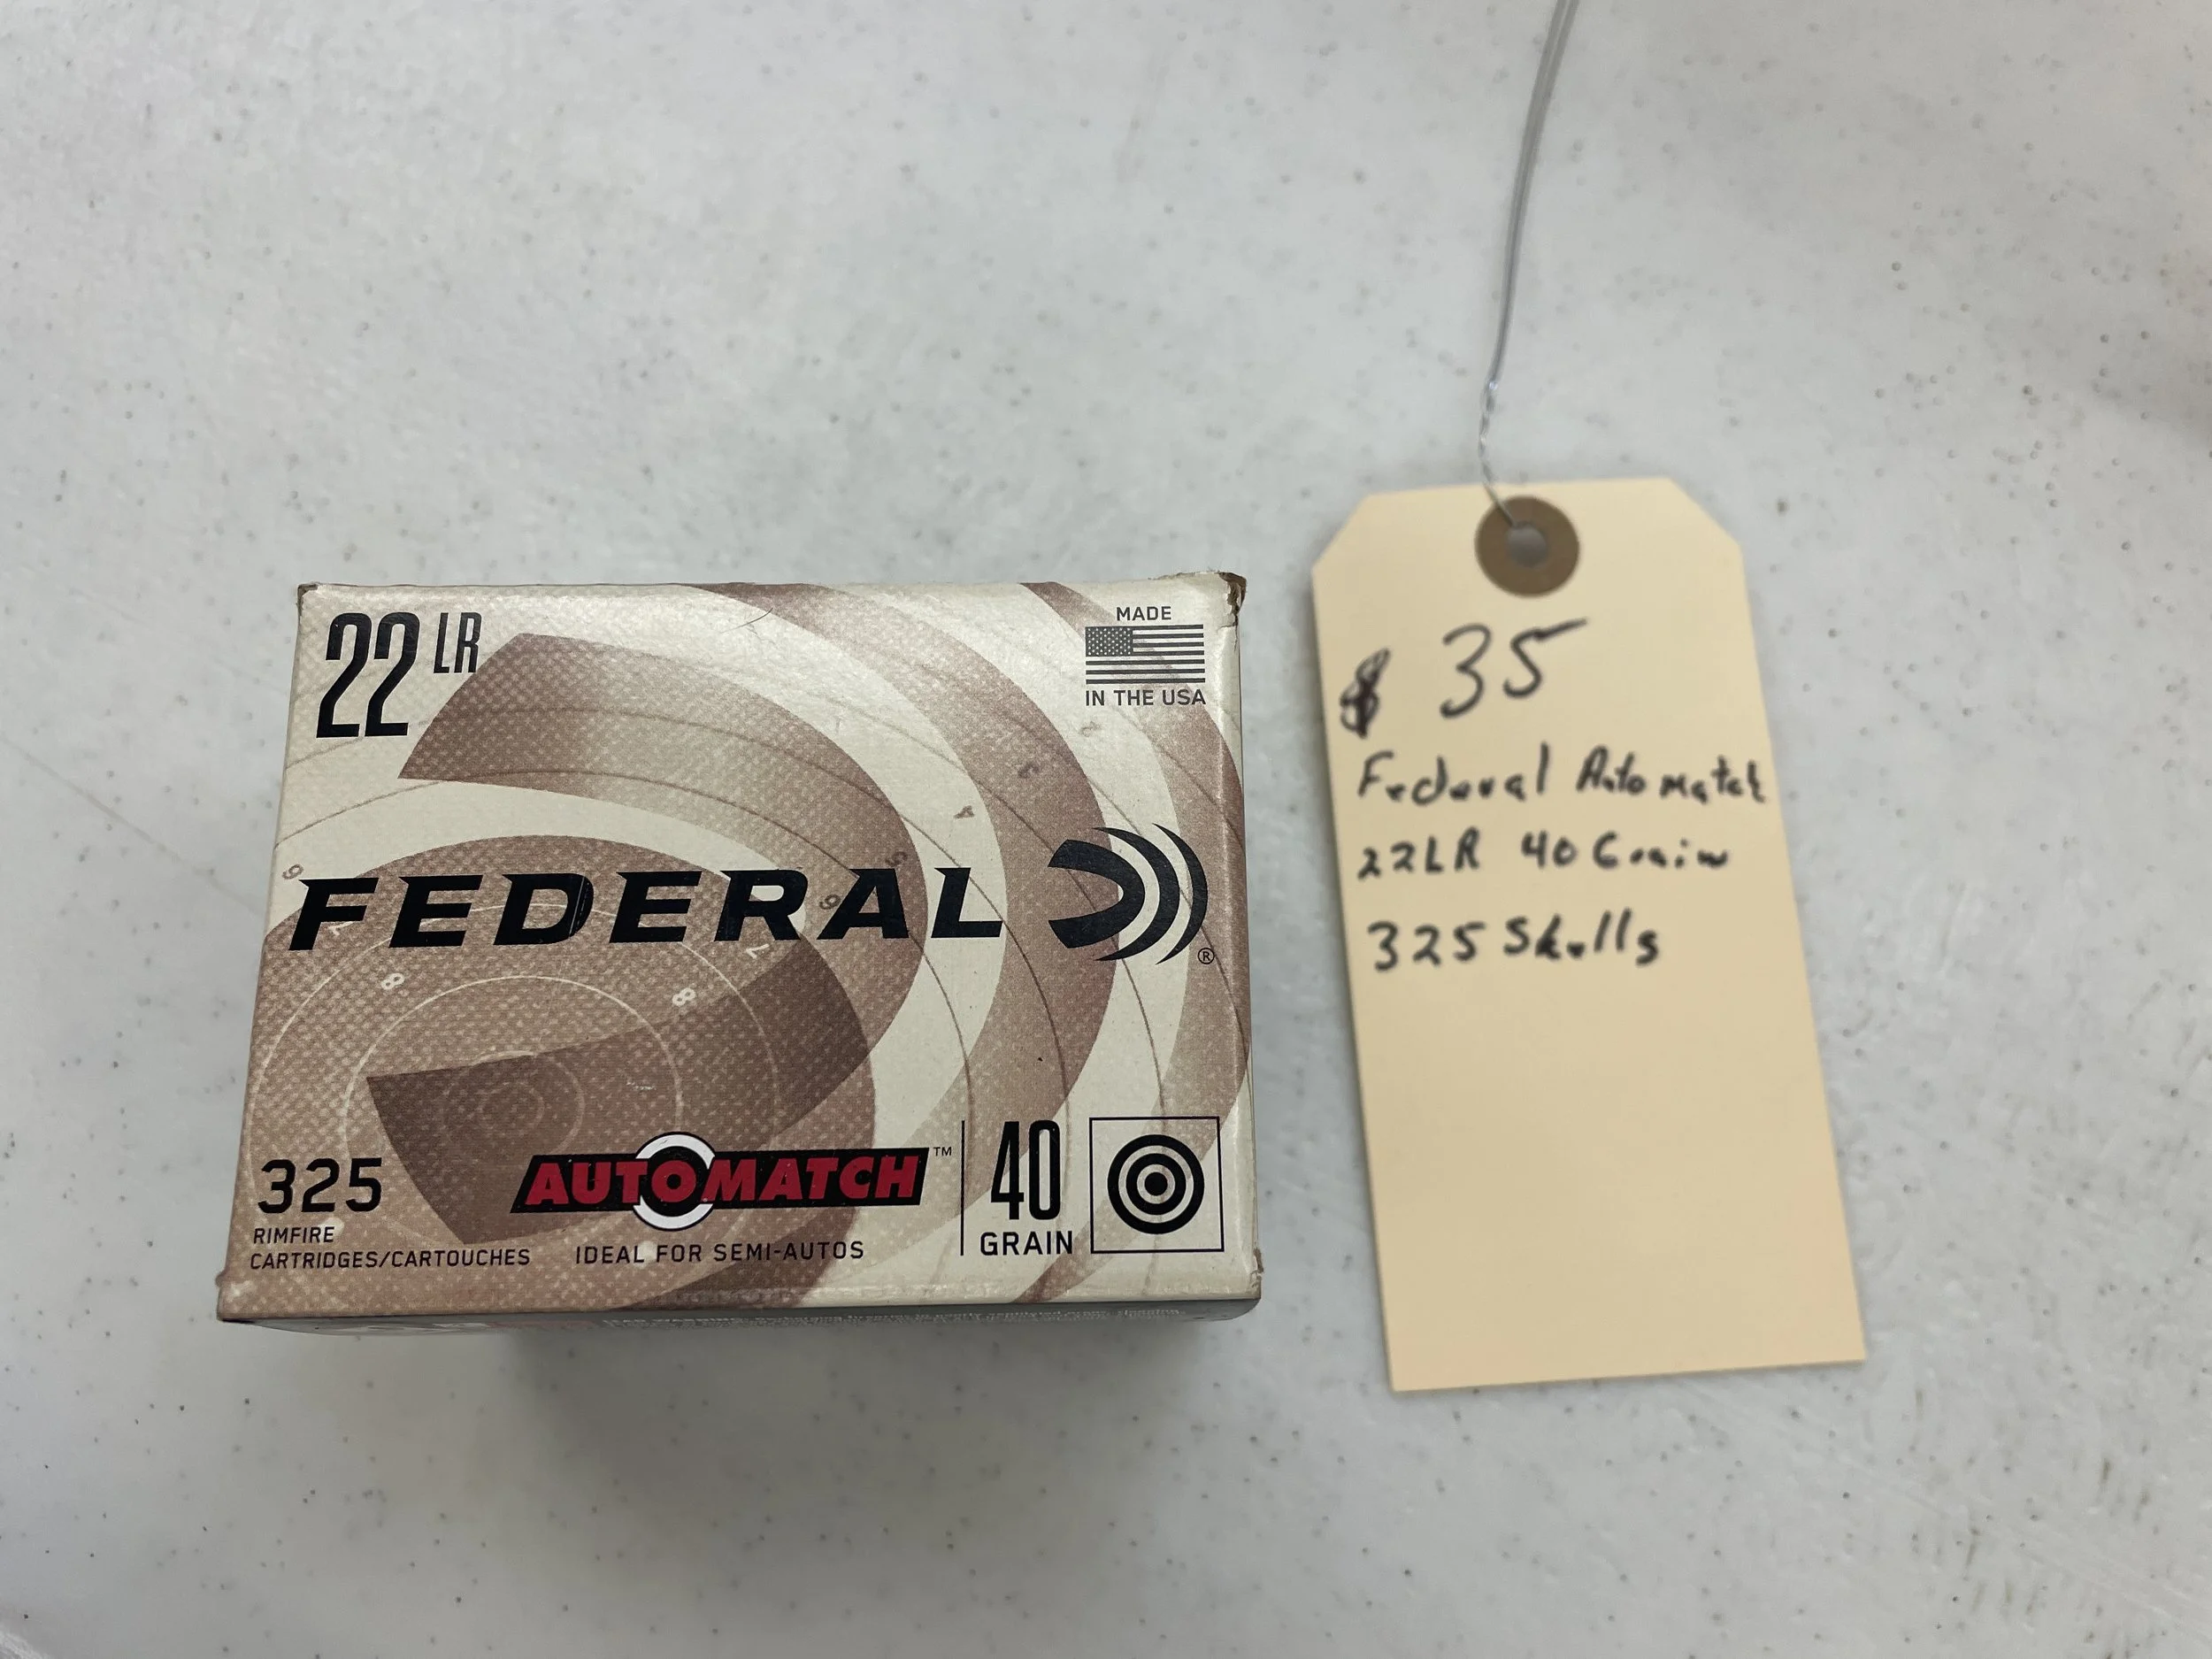 22 LR
MADE
IN THE USA
FEDERAL
®
325
RIMFIRE
CARTRIDGES/CARTOUCHES
AUTOMATCH™
IDEAL FOR SEMI-AUTOS
40
GRAIN
$ 35
Federal Automatch
22LR 40 Grain
325 Shells